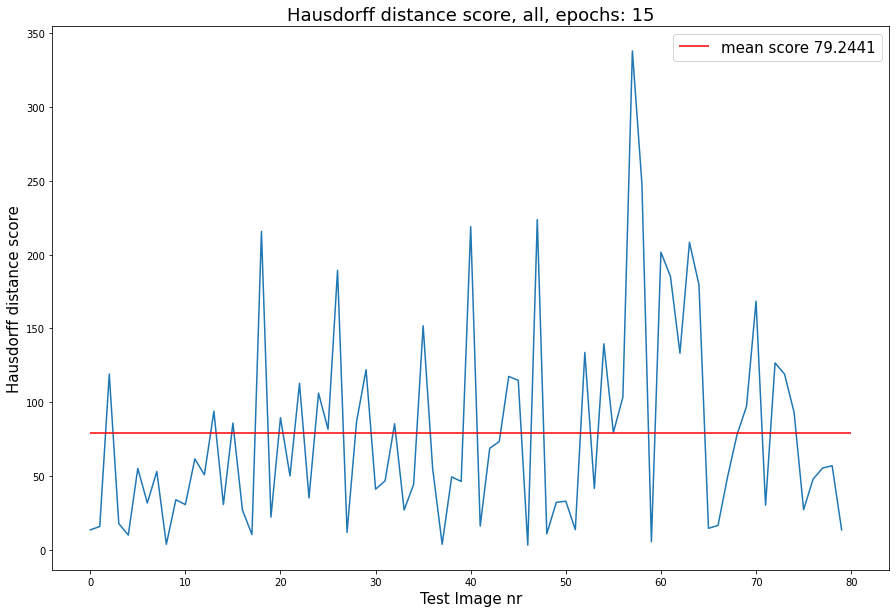 Hausdorff distance score, all, epochs: 15
mean score 79.2441
Hausdorff distance score
350
300
250
200
150
100
50
0
0 10 20 30 40 50 60 70 80
Test Image nr